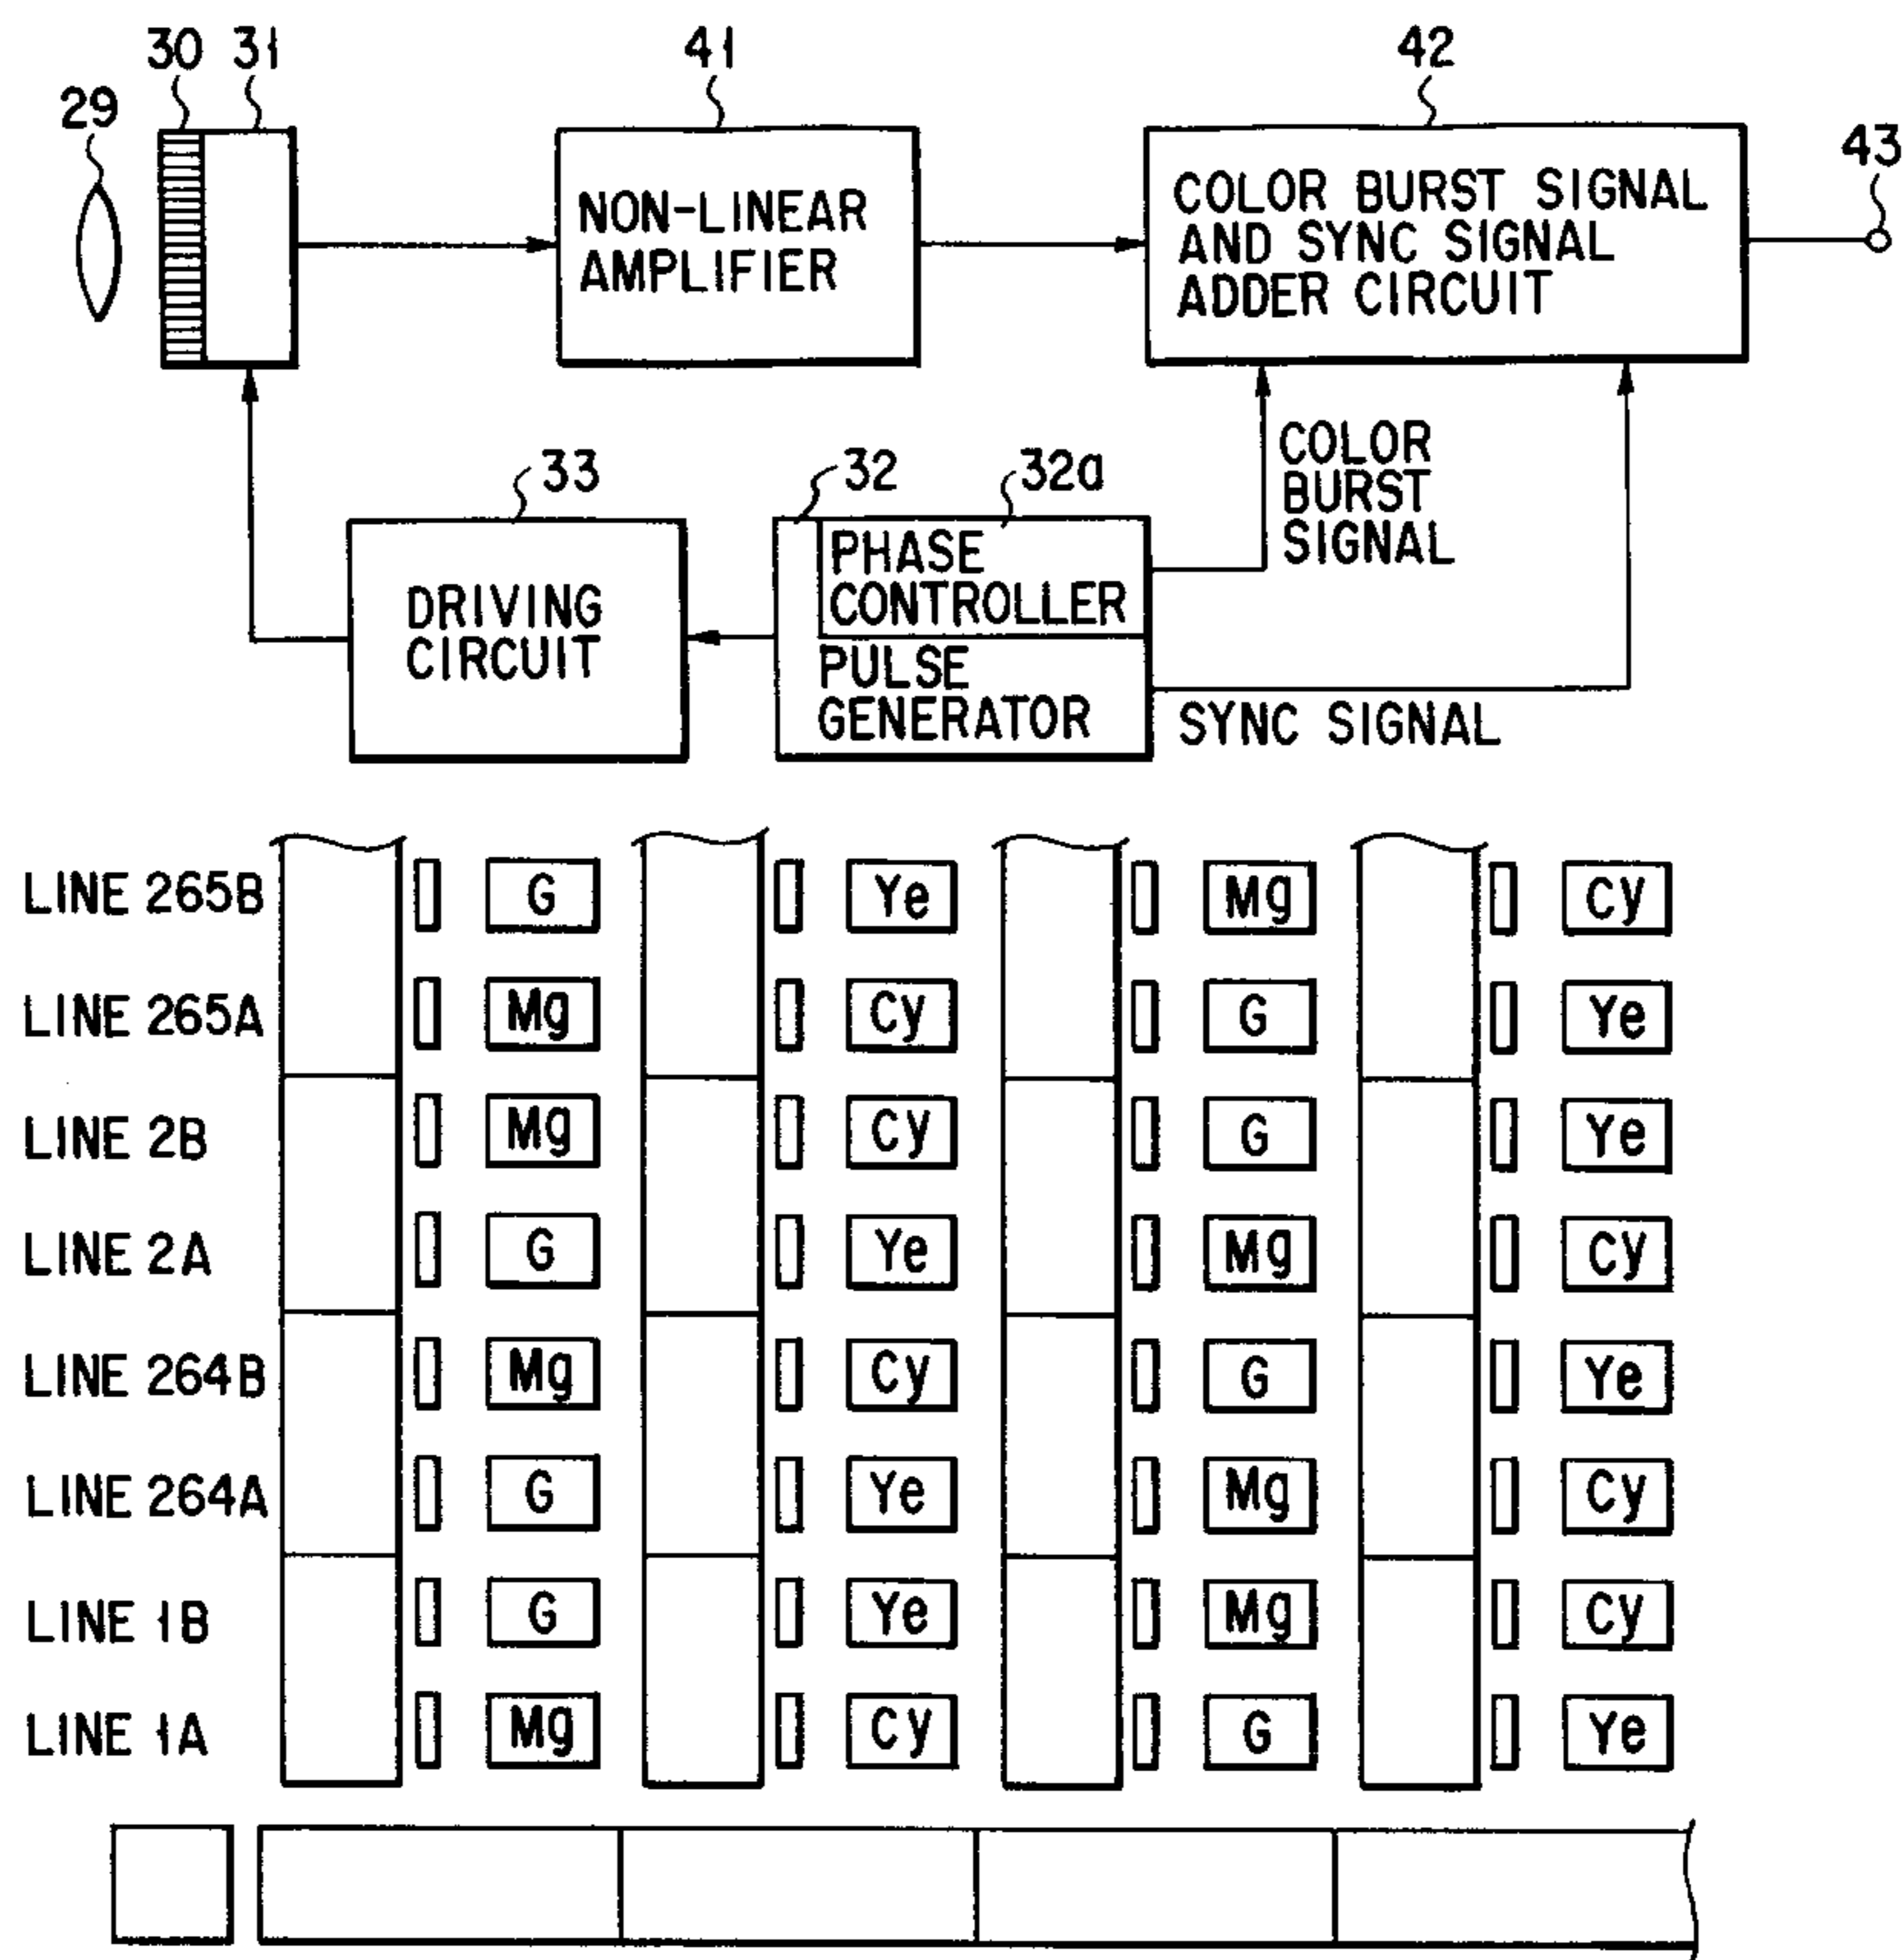 30 31 41 42
29 43
NON-LINEAR
AMPLIFIER
COLOR BURST SIGNAL
AND SYNC SIGNAL
ADDER CIRCUIT
33 32 32a
COLOR
BURST
SIGNAL
DRIVING
CIRCUIT
PHASE
CONTROLLER
PULSE
GENERATOR
SYNC SIGNAL
LINE 265B G Ye Mg Cy
LINE 265A Mg Cy G Ye
LINE 2B Mg Cy G Ye
LINE 2A G Ye Mg Cy
LINE 264B Mg Cy G Ye
LINE 264A G Ye Mg Cy
LINE 1B G Ye Mg Cy
LINE 1A Mg Cy G Ye